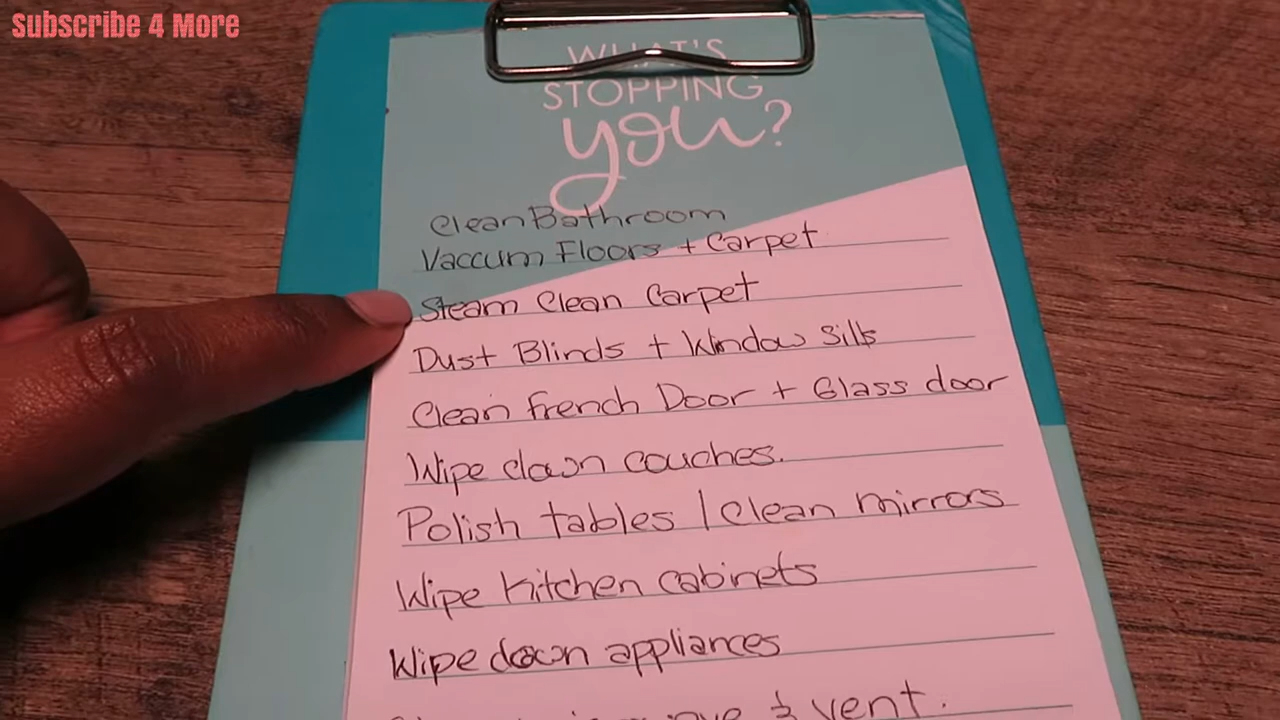 Subscribe 4 More
WHAT'S
STOPPING
you?
Clean Bathroom
Vaccum Floors + Carpet
Steam Clean Carpet
Dust Blinds + Window Sills
Clean French Door + Glass door
Wipe down couches.
Polish tables / Clean mirrors
Wipe Kitchen cabinets
Wipe down appliances
& vent.